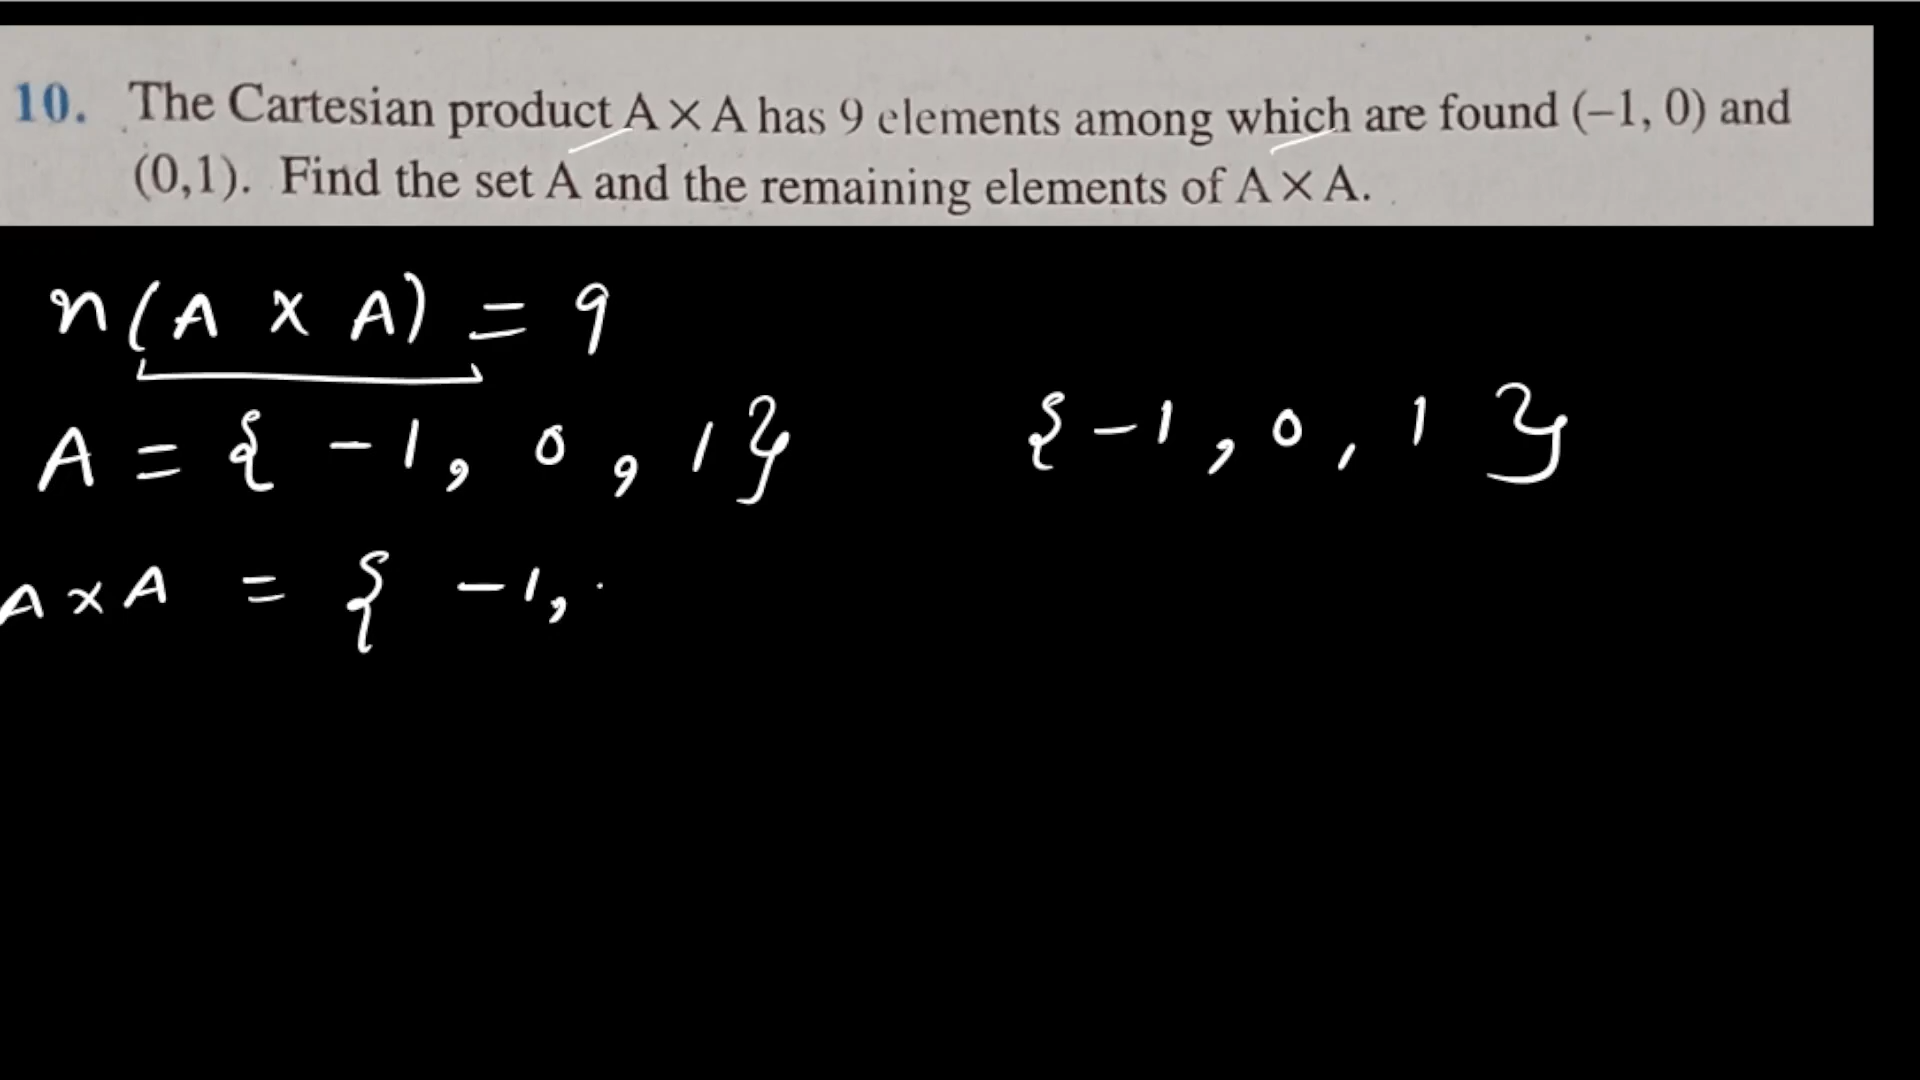 10. The Cartesian product A × A has 9 elements among which are found (–1, 0) and
(0,1). Find the set A and the remaining elements of A × A.
n(A × A) = 9
A = { -1, 0, 1} {-1, 0, 1}
A × A = { -1,